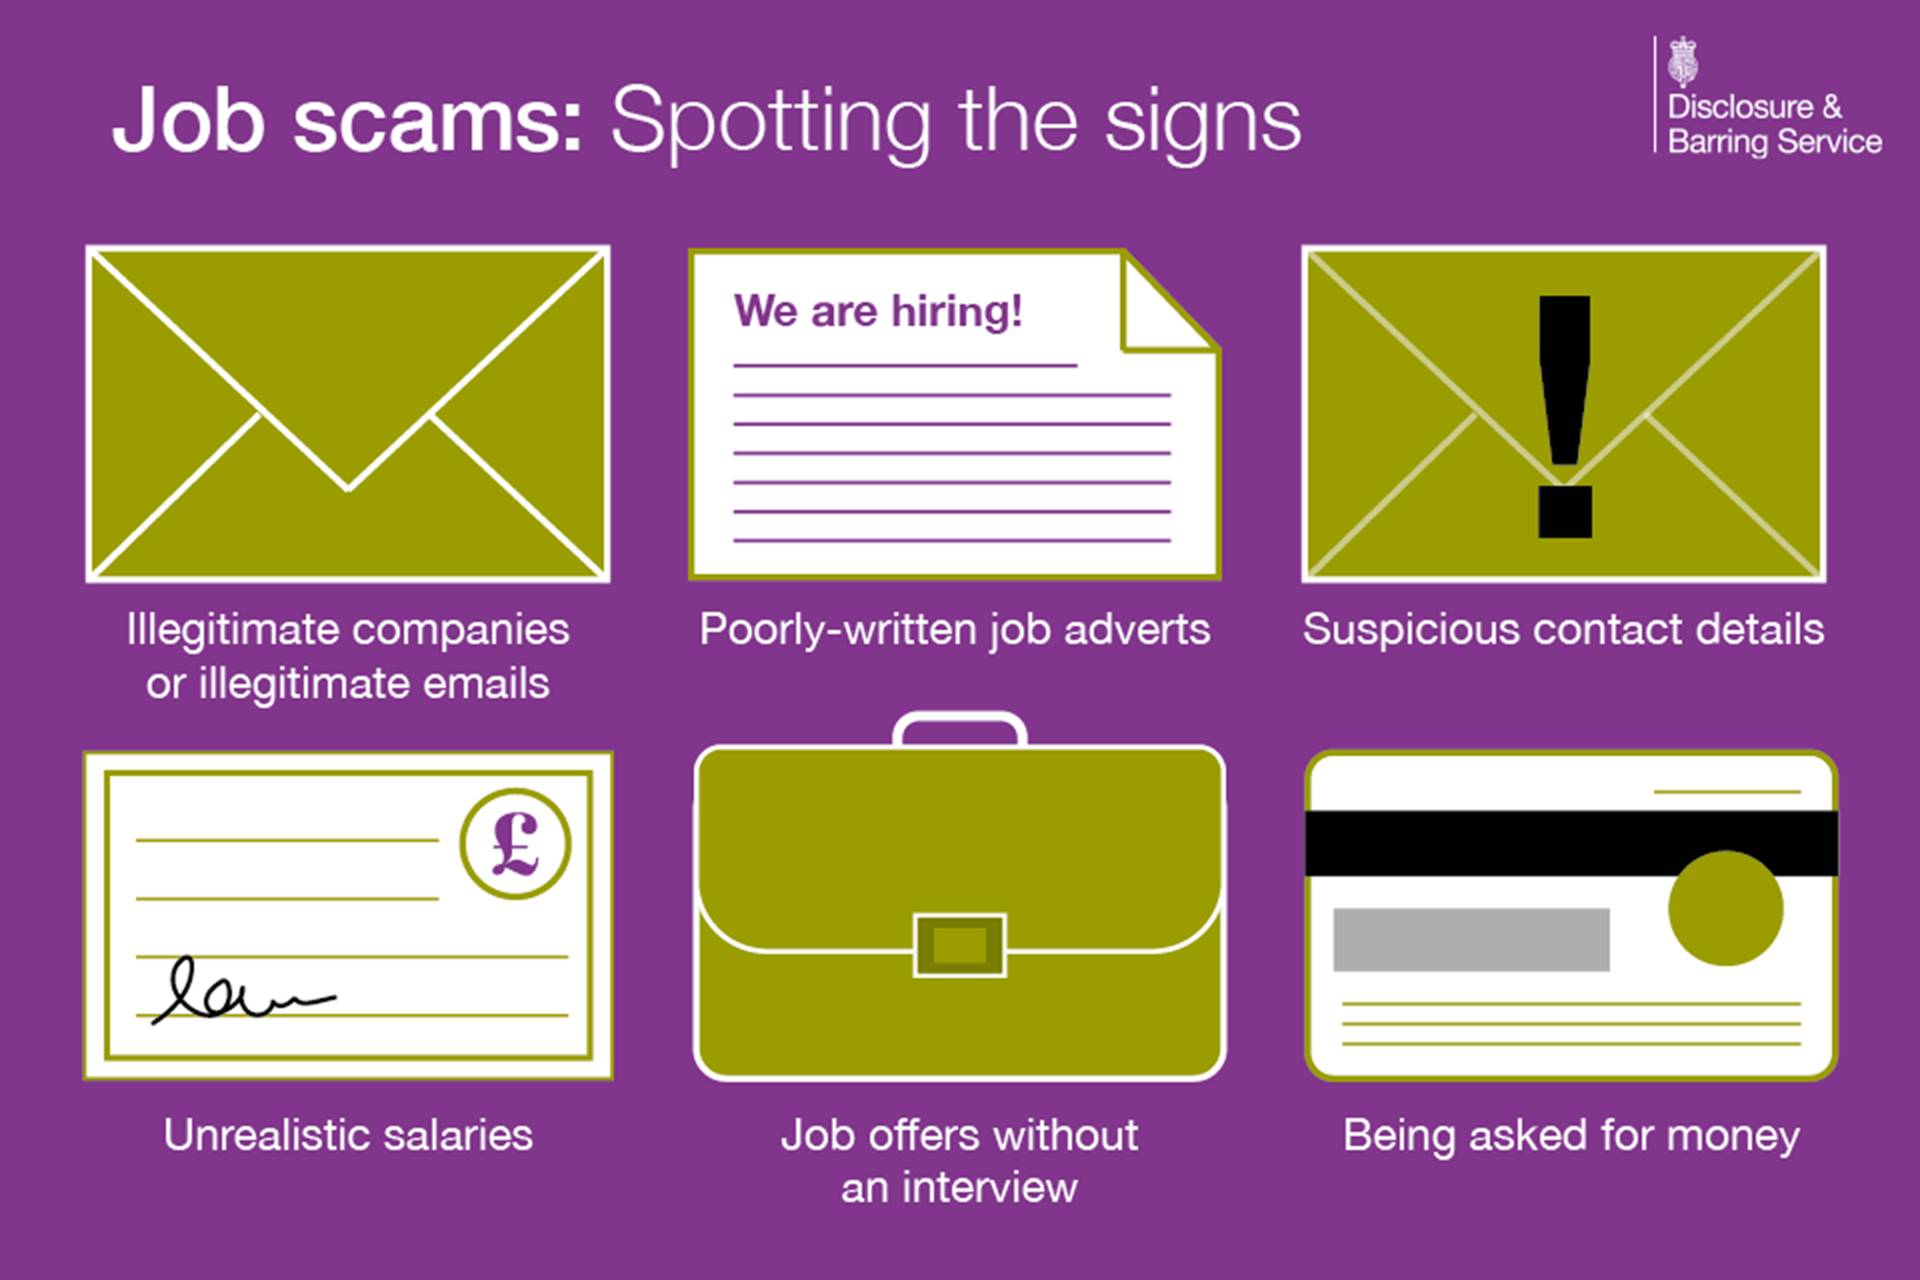 Job scams: Spotting the signs
Disclosure &
Barring Service
We are hiring!
Illegitimate companies
or illegitimate emails
Poorly-written job adverts
Suspicious contact details
£
Unrealistic salaries
Job offers without
an interview
Being asked for money